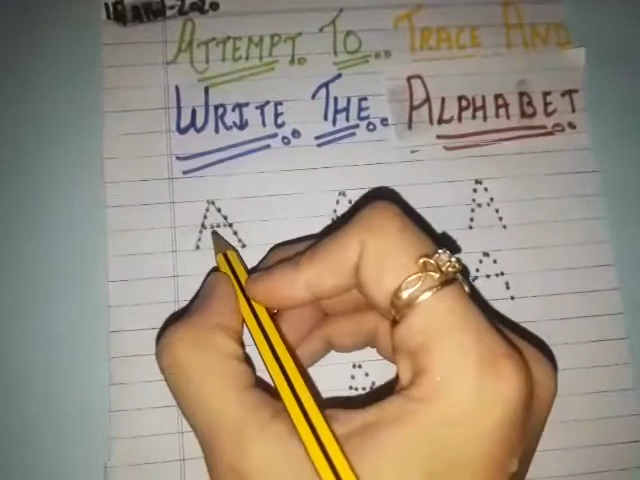 ATTEMPT TO TRACE AND
WRITE THE ALPHABET
A A A